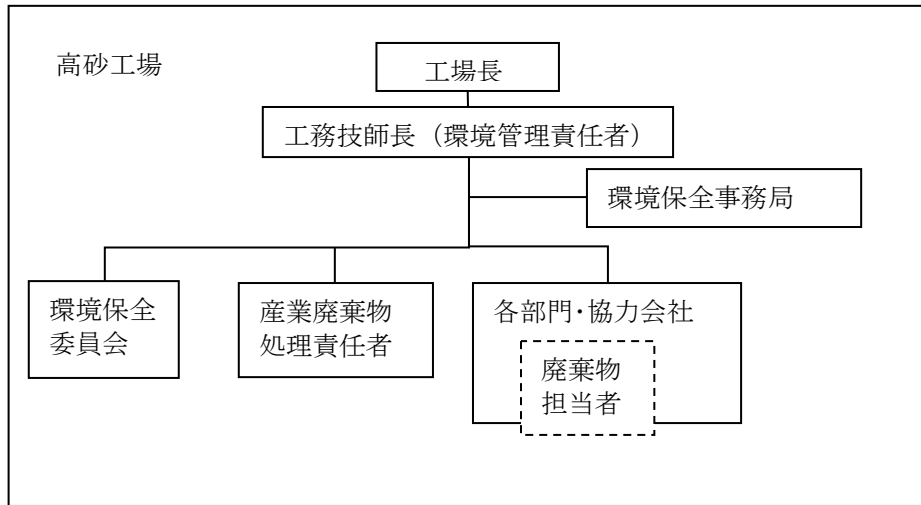 高砂工場
工場長
工務技師長（環境管理責任者）
環境保全事務局
環境保全
委員会
産業廃棄物
処理責任者
各部門・協力会社
廃棄物
担当者